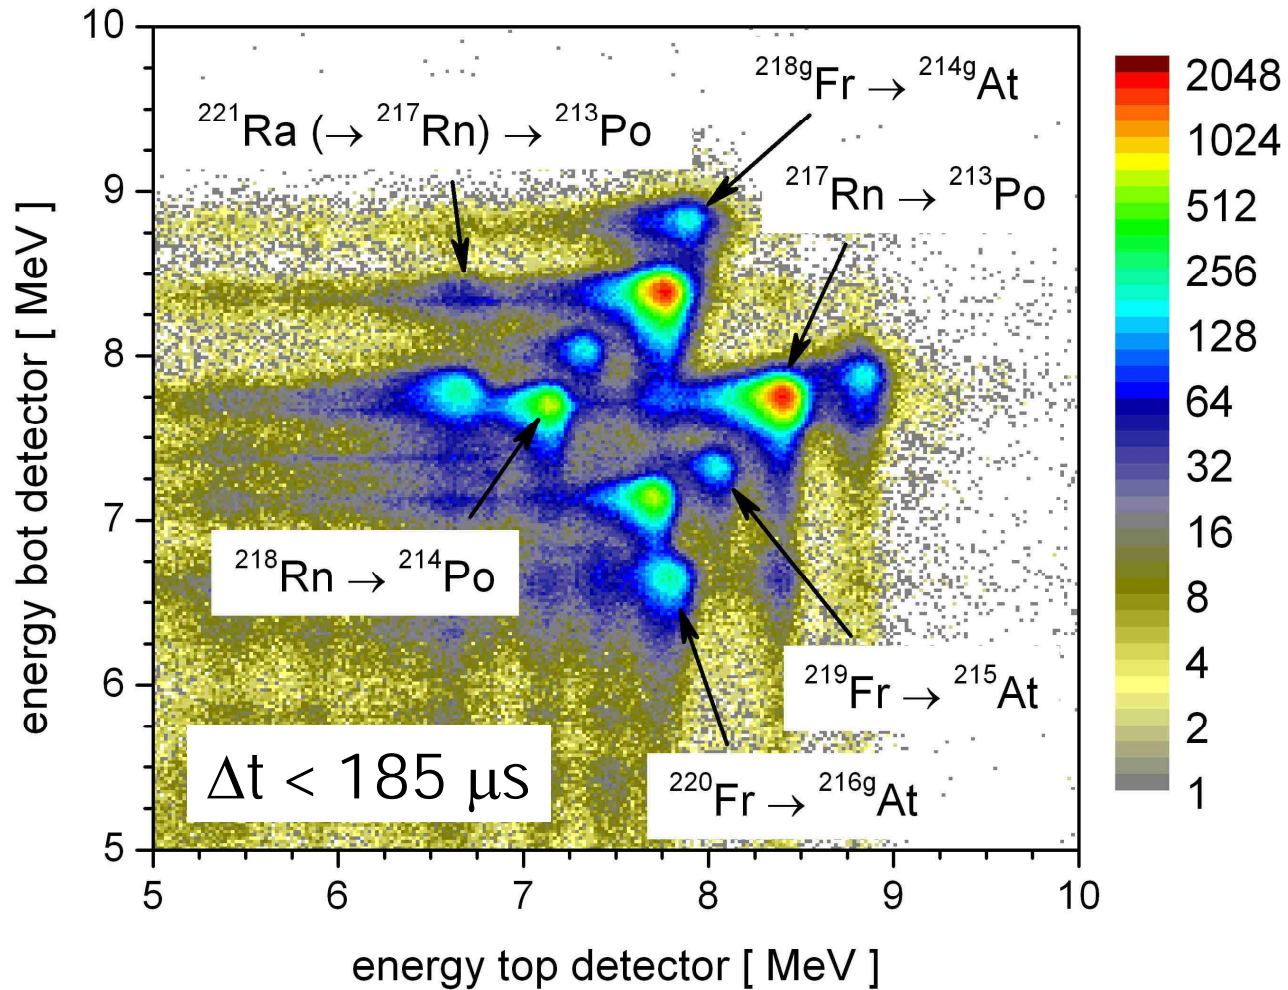 10
9
8
7
6
5
5 6 7 8 9 10
energy bot detector [ MeV ]
energy top detector [ MeV ]
²¹⁸ᵍFr → ²¹⁴ᵍAt
²²¹Ra (→ ²¹⁷Rn) → ²¹³Po
²¹⁷Rn → ²¹³Po
²¹⁸Rn → ²¹⁴Po
²¹⁹Fr → ²¹⁵At
²²⁰Fr → ²¹⁶ᵍAt
Δt < 185 μs
2048
1024
512
256
128
64
32
16
8
4
2
1